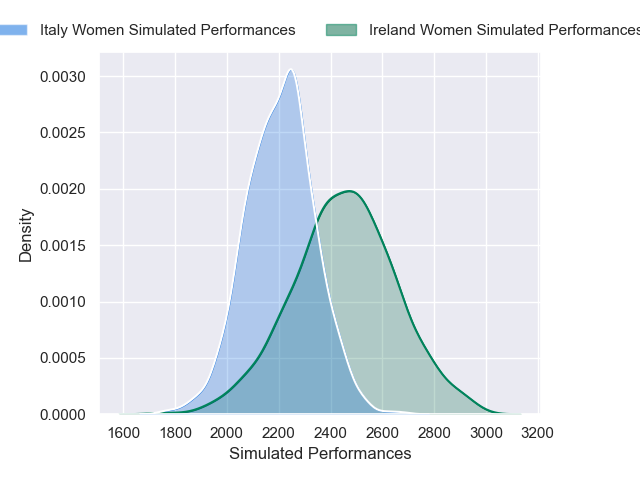 Italy Women Simulated Performances
Ireland Women Simulated Performances
0.0030
0.0025
0.0020
0.0015
0.0010
0.0005
0.0000
Density
1600 1800 2000 2200 2400 2600 2800 3000 3200
Simulated Performances